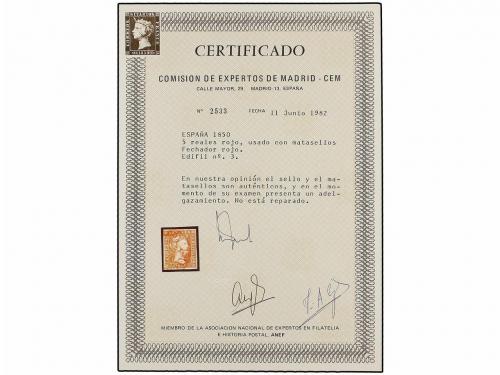 CERTIFICADO
COMISION DE EXPERTOS DE MADRID - CEM
CALLE MAYOR, 29 MADRID-13, ESPAÑA
Nº 2533 FECHA 11 Junio 1982
ESPAÑA 1850
5 reales rojo, usado con matasellos
Fechador rojo.
Edifil nº 3.
En nuestra opinión el sello y el ma-
tasellos son auténticos, y en el mo-
mento de su examen presenta un adel-
gazamiento. No está reparado.
MIEMBRO DE LA ASOCIACION NACIONAL DE EXPERTOS EN FILATELIA
E HISTORIA POSTAL, ANEF